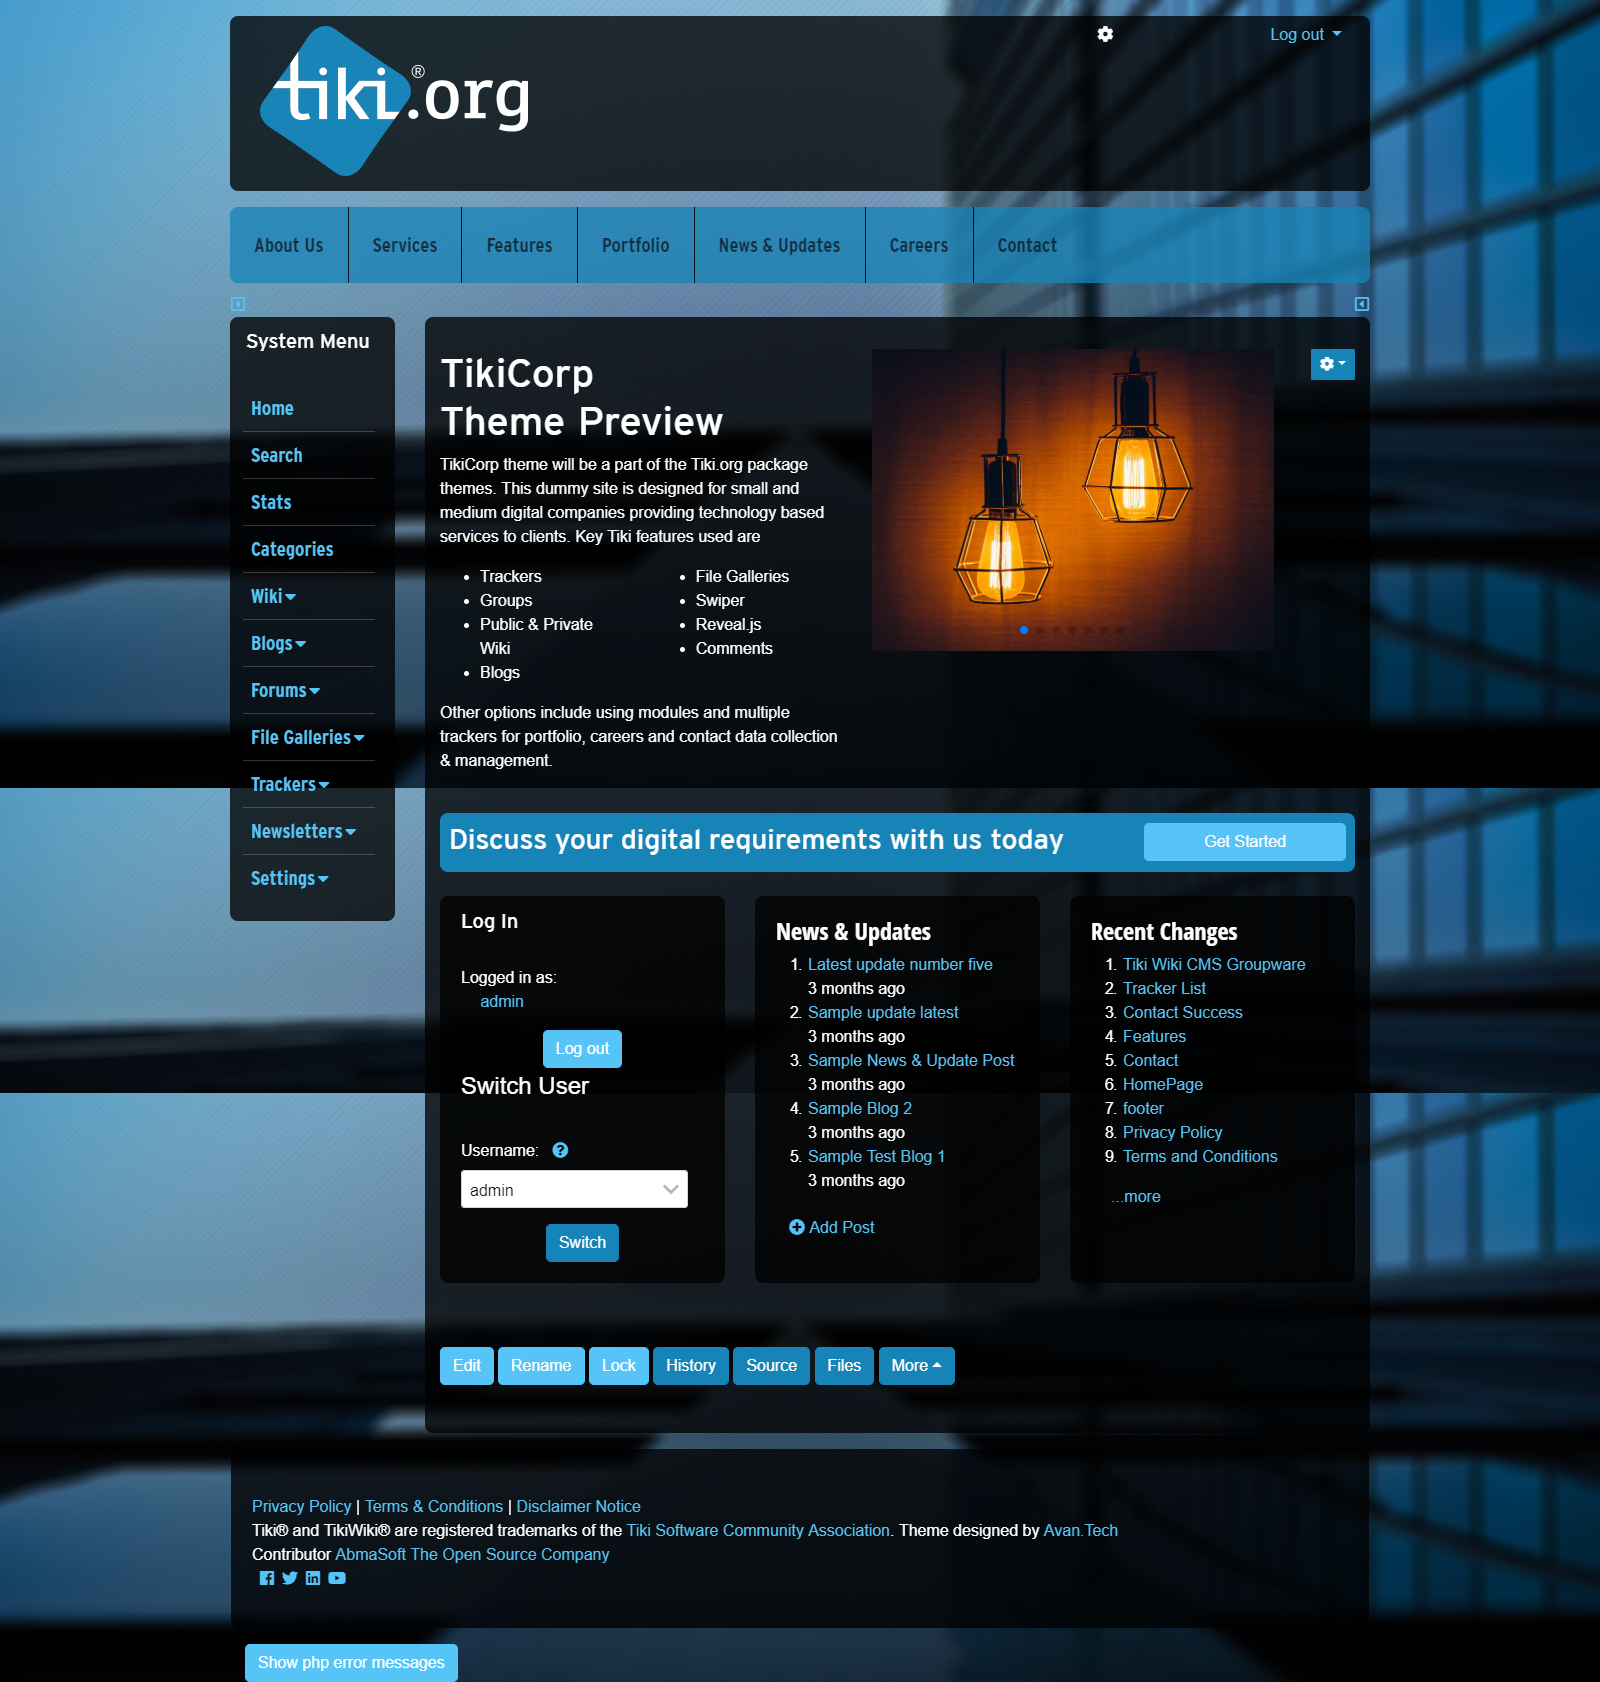 Log out
tiki®.org
About Us
Services
Features
Portfolio
News & Updates
Careers
Contact
System Menu
Home
Search
Stats
Categories
Wiki
Blogs
Forums
File Galleries
Trackers
Newsletters
Settings
TikiCorp
Theme Preview
TikiCorp theme will be a part of the Tiki.org package
themes. This dummy site is designed for small and
medium digital companies providing technology based
services to clients. Key Tiki features used are
• Trackers
• Groups
• Public & Private
Wiki
• Blogs
• File Galleries
• Swiper
• Reveal.js
• Comments
Other options include using modules and multiple
trackers for portfolio, careers and contact data collection
& management.
Discuss your digital requirements with us today
Get Started
Log In
Logged in as:
admin
Log out
Switch User
Username:
admin
Switch
News & Updates
1. Latest update number five
3 months ago
2. Sample update latest
3 months ago
3. Sample News & Update Post
3 months ago
4. Sample Blog 2
3 months ago
5. Sample Test Blog 1
3 months ago
Add Post
Recent Changes
1. Tiki Wiki CMS Groupware
2. Tracker List
3. Contact Success
4. Features
5. Contact
6. HomePage
7. footer
8. Privacy Policy
9. Terms and Conditions
...more
Edit
Rename
Lock
History
Source
Files
More
Privacy Policy | Terms & Conditions | Disclaimer Notice
Tiki® and TikiWiki® are registered trademarks of the Tiki Software Community Association. Theme designed by Avan.Tech
Contributor AbmaSoft The Open Source Company
Show php error messages